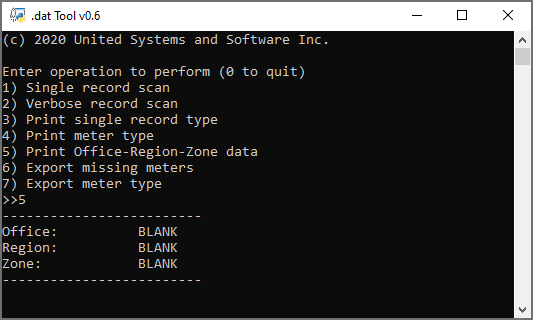 .dat Tool v0.6
(c) 2020 United Systems and Software Inc.
Enter operation to perform (0 to quit)
1) Single record scan
2) Verbose record scan
3) Print single record type
4) Print meter type
5) Print Office-Region-Zone data
6) Export missing meters
7) Export meter type
>>5
-------------------------
Office:          BLANK
Region:          BLANK
Zone:            BLANK
-------------------------